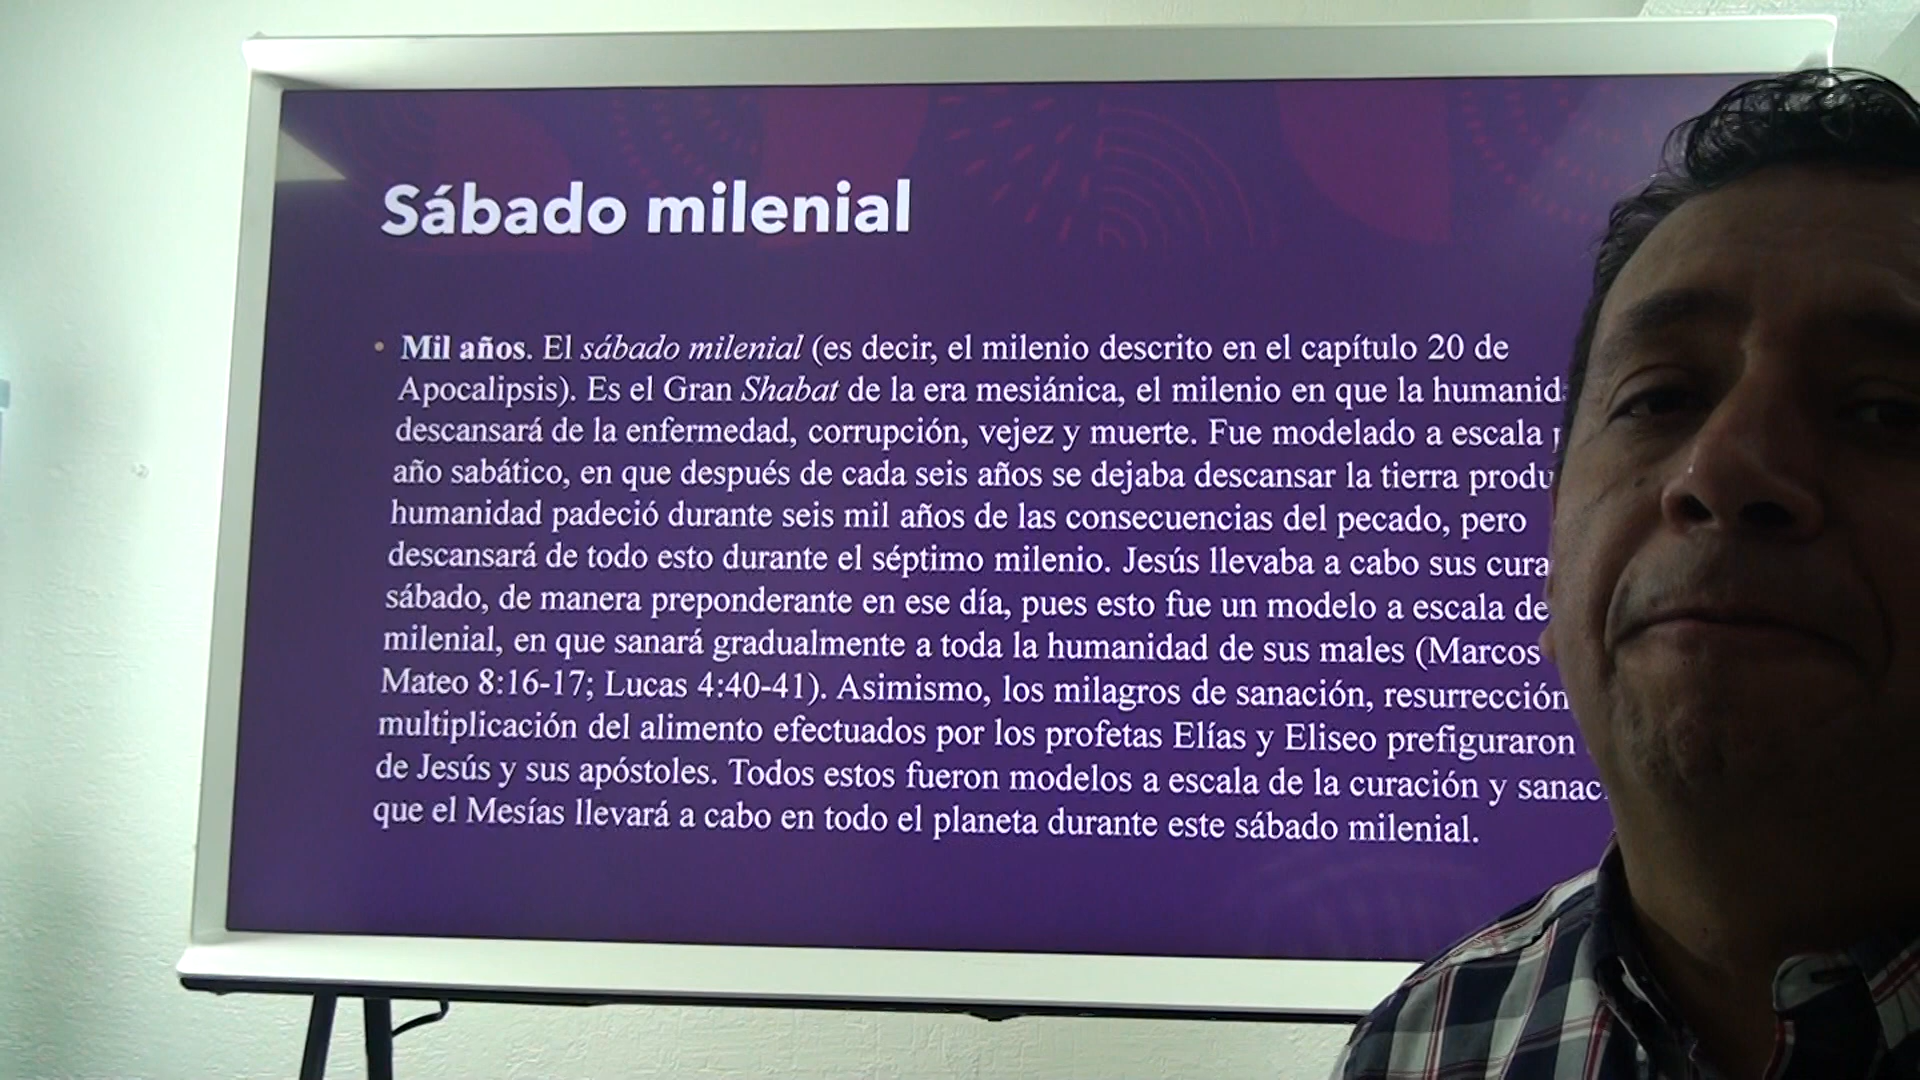 Sábado milenial
• Mil años. El sábado milenial (es decir, el milenio descrito en el capítulo 20 de
Apocalipsis). Es el Gran Shabat de la era mesiánica, el milenio en que la
descansará de la enfermedad, corrupción, vejez y muerte. Fue modelado a escala
año sabático, en que después de cada seis años se dejaba descansar la tierra
humanidad padeció durante seis mil años de las consecuencias del pecado, pero
descansará de todo esto durante el séptimo milenio. Jesús llevaba a cabo sus
sábado, de manera preponderante en ese día, pues esto fue un modelo a escala
milenial, en que sanará gradualmente a toda la humanidad de sus males (Marcos
Mateo 8:16-17; Lucas 4:40-41). Asimismo, los milagros de sanación, resurrección
multiplicación del alimento efectuados por los profetas Elías y Eliseo prefiguraron
de Jesús y sus apóstoles. Todos estos fueron modelos a escala de la curación y
que el Mesías llevará a cabo en todo el planeta durante este sábado milenial.